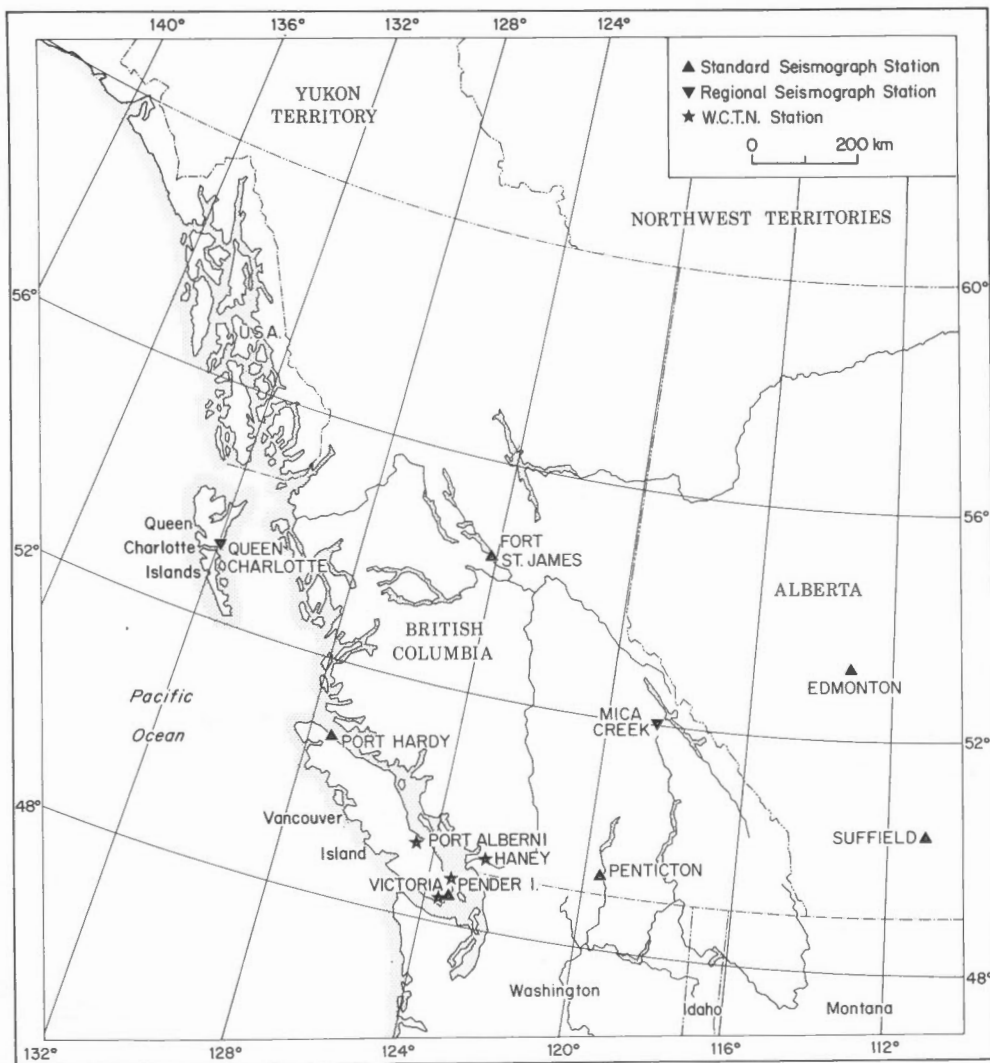 140°
136°
132°
128°
124°
▲ Standard Seismograph Station
▼ Regional Seismograph Station
★ W.C.T.N. Station
0 200 km
YUKON
TERRITORY
NORTHWEST TERRITORIES
56°
60°
U.S.A.
Queen
Charlotte
Islands
QUEEN
CHARLOTTE
52°
FORT
ST. JAMES
56°
ALBERTA
BRITISH
COLUMBIA
EDMONTON
Pacific
Ocean
MICA
CREEK
PORT HARDY
52°
48°
Vancouver
Island
PORT ALBERNI
HANEY
SUFFIELD
VICTORIA
PENDER I.
PENTICTON
48°
Washington
Idaho
Montana
132°
128°
124°
120°
116°
112°